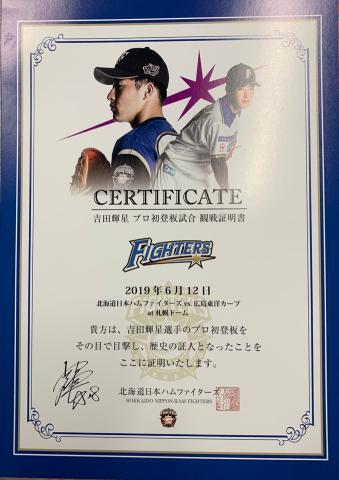 CERTIFICATE
吉田輝星 プロ初登板試合 観戦証明書
FIGHTERS
2019年6月12日
北海道日本ハムファイターズ vs. 広島東洋カープ
at 札幌ドーム
貴方は、吉田輝星選手のプロ初登板を
その目で目撃し、歴史の証人となったことを
ここに証明いたします。
北海道日本ハムファイターズ
HOKKAIDO NIPPON-HAM FIGHTERS